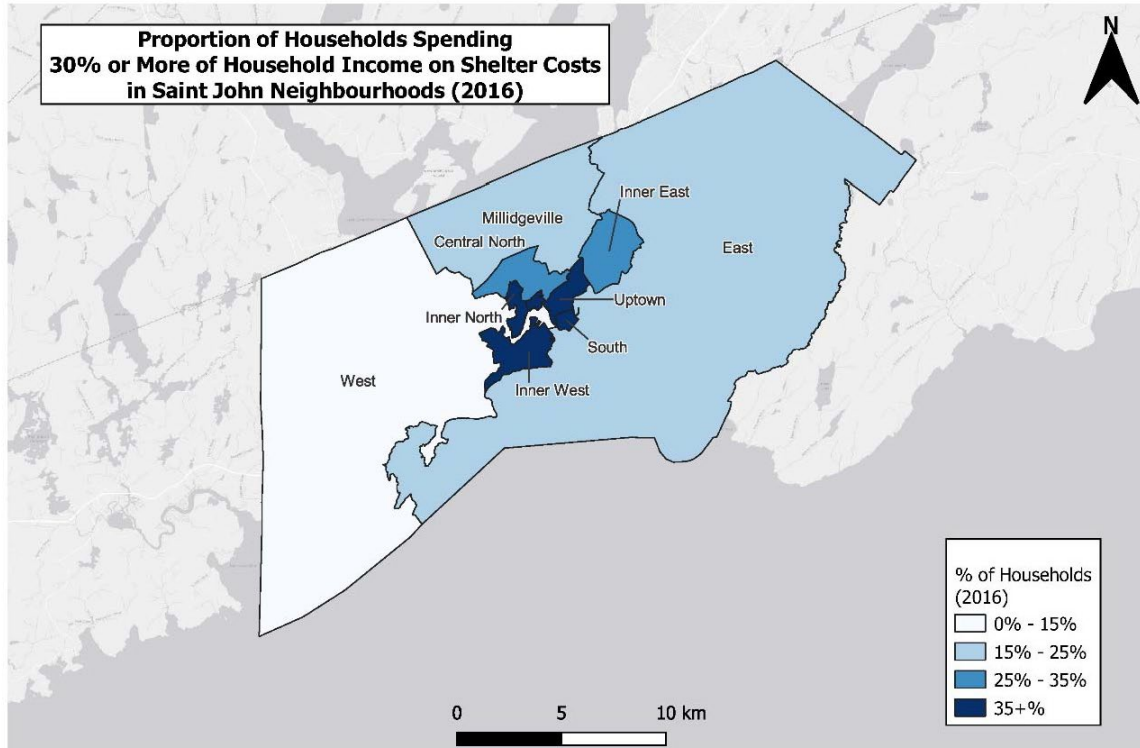 Proportion of Households Spending
30% or More of Household Income on Shelter Costs
in Saint John Neighbourhoods (2016)
N
Inner East
Millidgeville
Central North
East
Uptown
Inner North
South
West
Inner West
% of Households
(2016)
0% - 15%
15% - 25%
25% - 35%
35+%
0 5 10 km